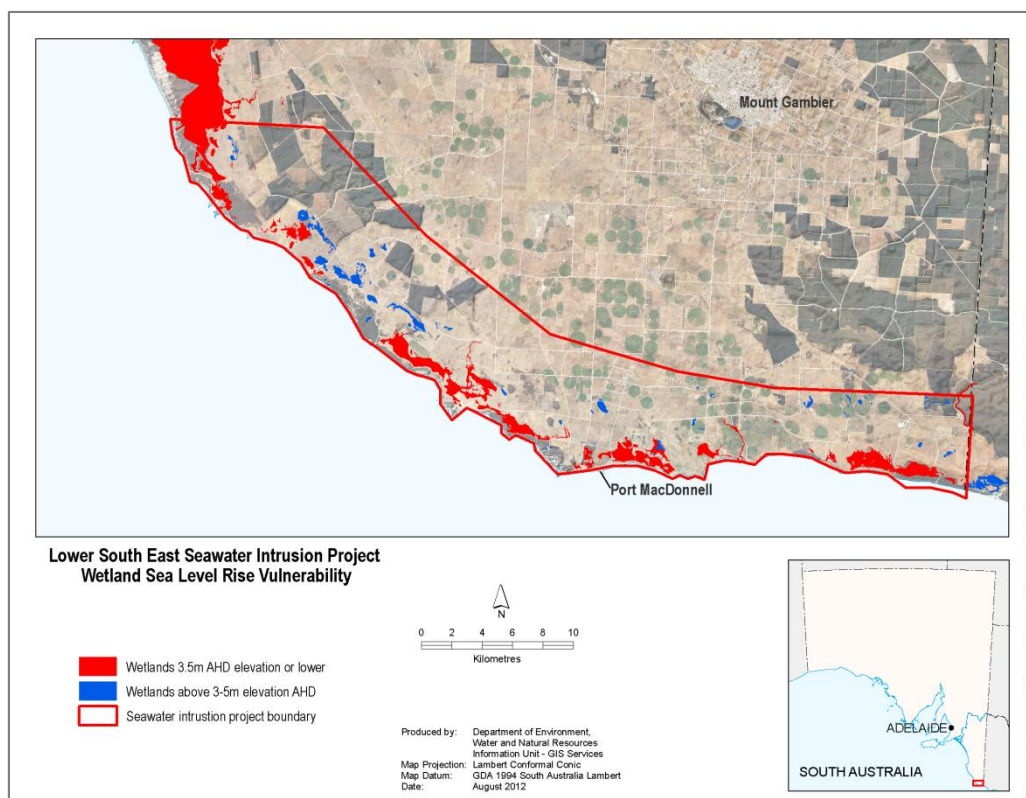 Mount Gambier
Port MacDonnell
Lower South East Seawater Intrusion Project
Wetland Sea Level Rise Vulnerability
N
0 2 4 6 8 10
Kilometres
Wetlands 3.5m AHD elevation or lower
Wetlands above 3-5m elevation AHD
Seawater intrustion project boundary
Produced by: Department of Environment,
Water and Natural Resources
Information Unit - GIS Services
Map Projection: Lambert Conformal Conic
Map Datum: GDA 1994 South Australia Lambert
Date: August 2012
ADELAIDE
SOUTH AUSTRALIA